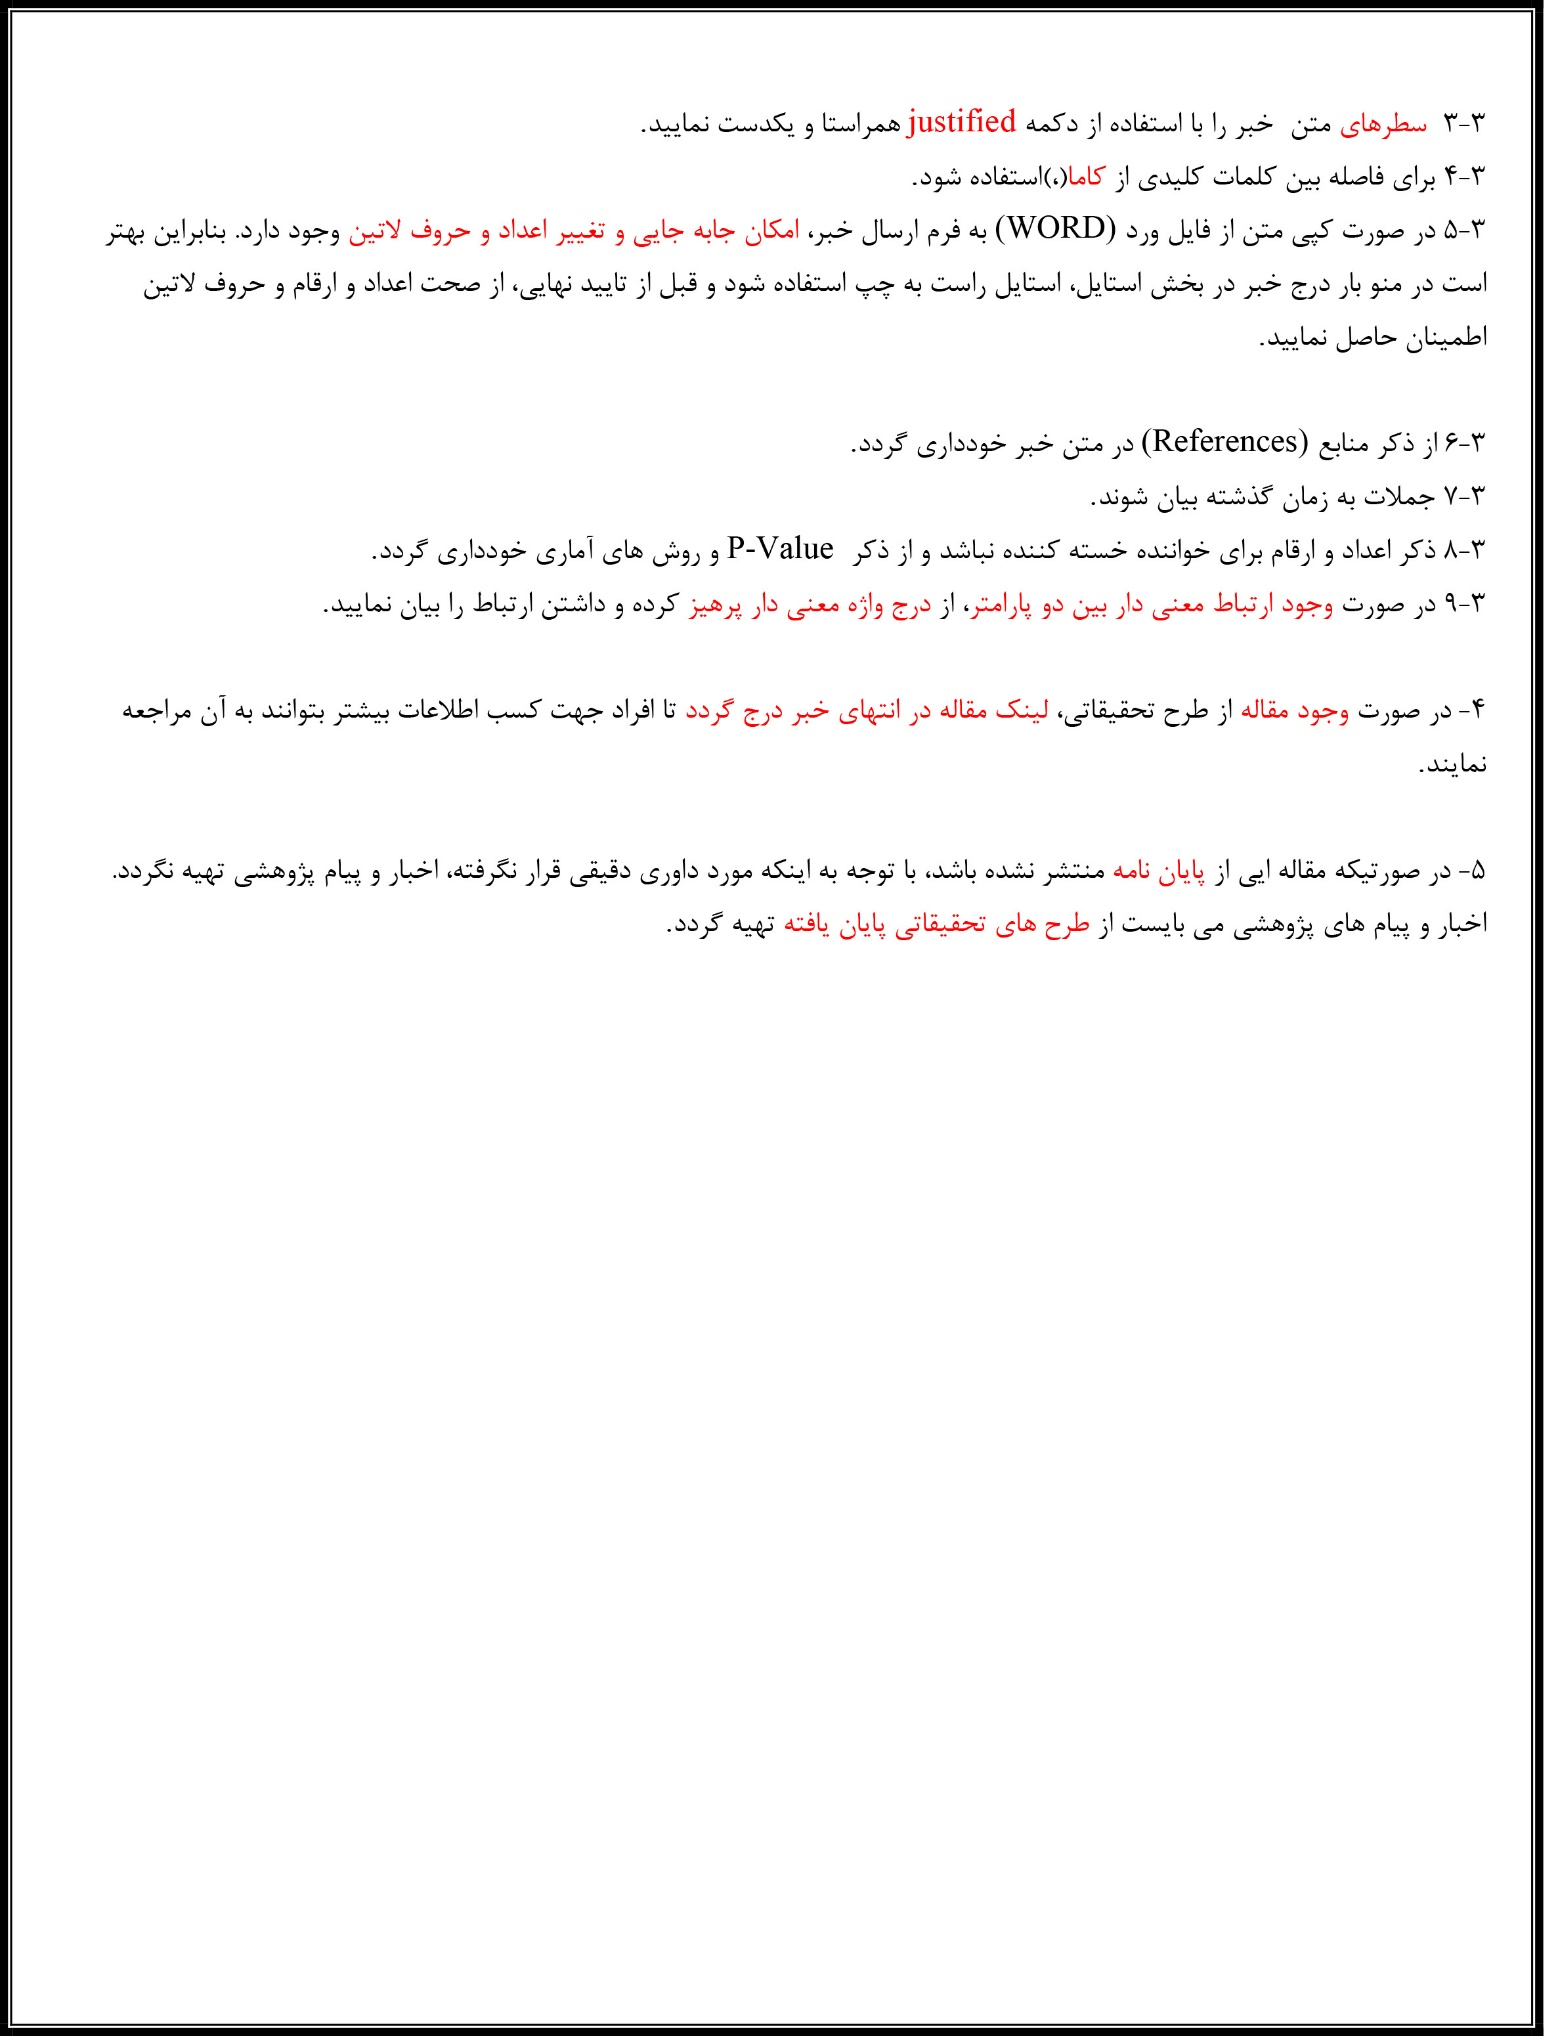 ۳-۳ سطرهای متن خبر را با استفاده از دکمه justified همراستا و یکدست نمایید.
۳-۴ برای فاصله بین کلمات کلیدی از کاما(،)استفاده شود.
۳-۵ در صورت کپی متن از فایل ورد (WORD) به فرم ارسال خبر، امکان جابه جایی و تغییر اعداد و حروف لاتین وجود دارد. بنابراین بهتر
است در منو بار درج خبر در بخش استایل، استایل راست به چپ استفاده شود و قبل از تایید نهایی، از صحت اعداد و ارقام و حروف لاتین
اطمینان حاصل نمایید.
۳-۶ از ذکر منابع (References) در متن خبر خودداری گردد.
۳-۷ جملات به زمان گذشته بیان شوند.
۳-۸ ذکر اعداد و ارقام برای خواننده خسته کننده نباشد و از ذکر P-Value و روش های آماری خودداری گردد.
۳-۹ در صورت وجود ارتباط معنی دار بین دو پارامتر، از درج واژه معنی دار پرهیز کرده و داشتن ارتباط را بیان نمایید.
۴- در صورت وجود مقاله از طرح تحقیقاتی، لینک مقاله در انتهای خبر درج گردد تا افراد جهت کسب اطلاعات بیشتر بتوانند به آن مراجعه
نمایند.
۵- در صورتیکه مقاله ایی از پایان نامه منتشر نشده باشد، با توجه به اینکه مورد داوری دقیقی قرار نگرفته، اخبار و پیام پژوهشی تهیه نگردد.
اخبار و پیام های پژوهشی می بایست از طرح های تحقیقاتی پایان یافته تهیه گردد.